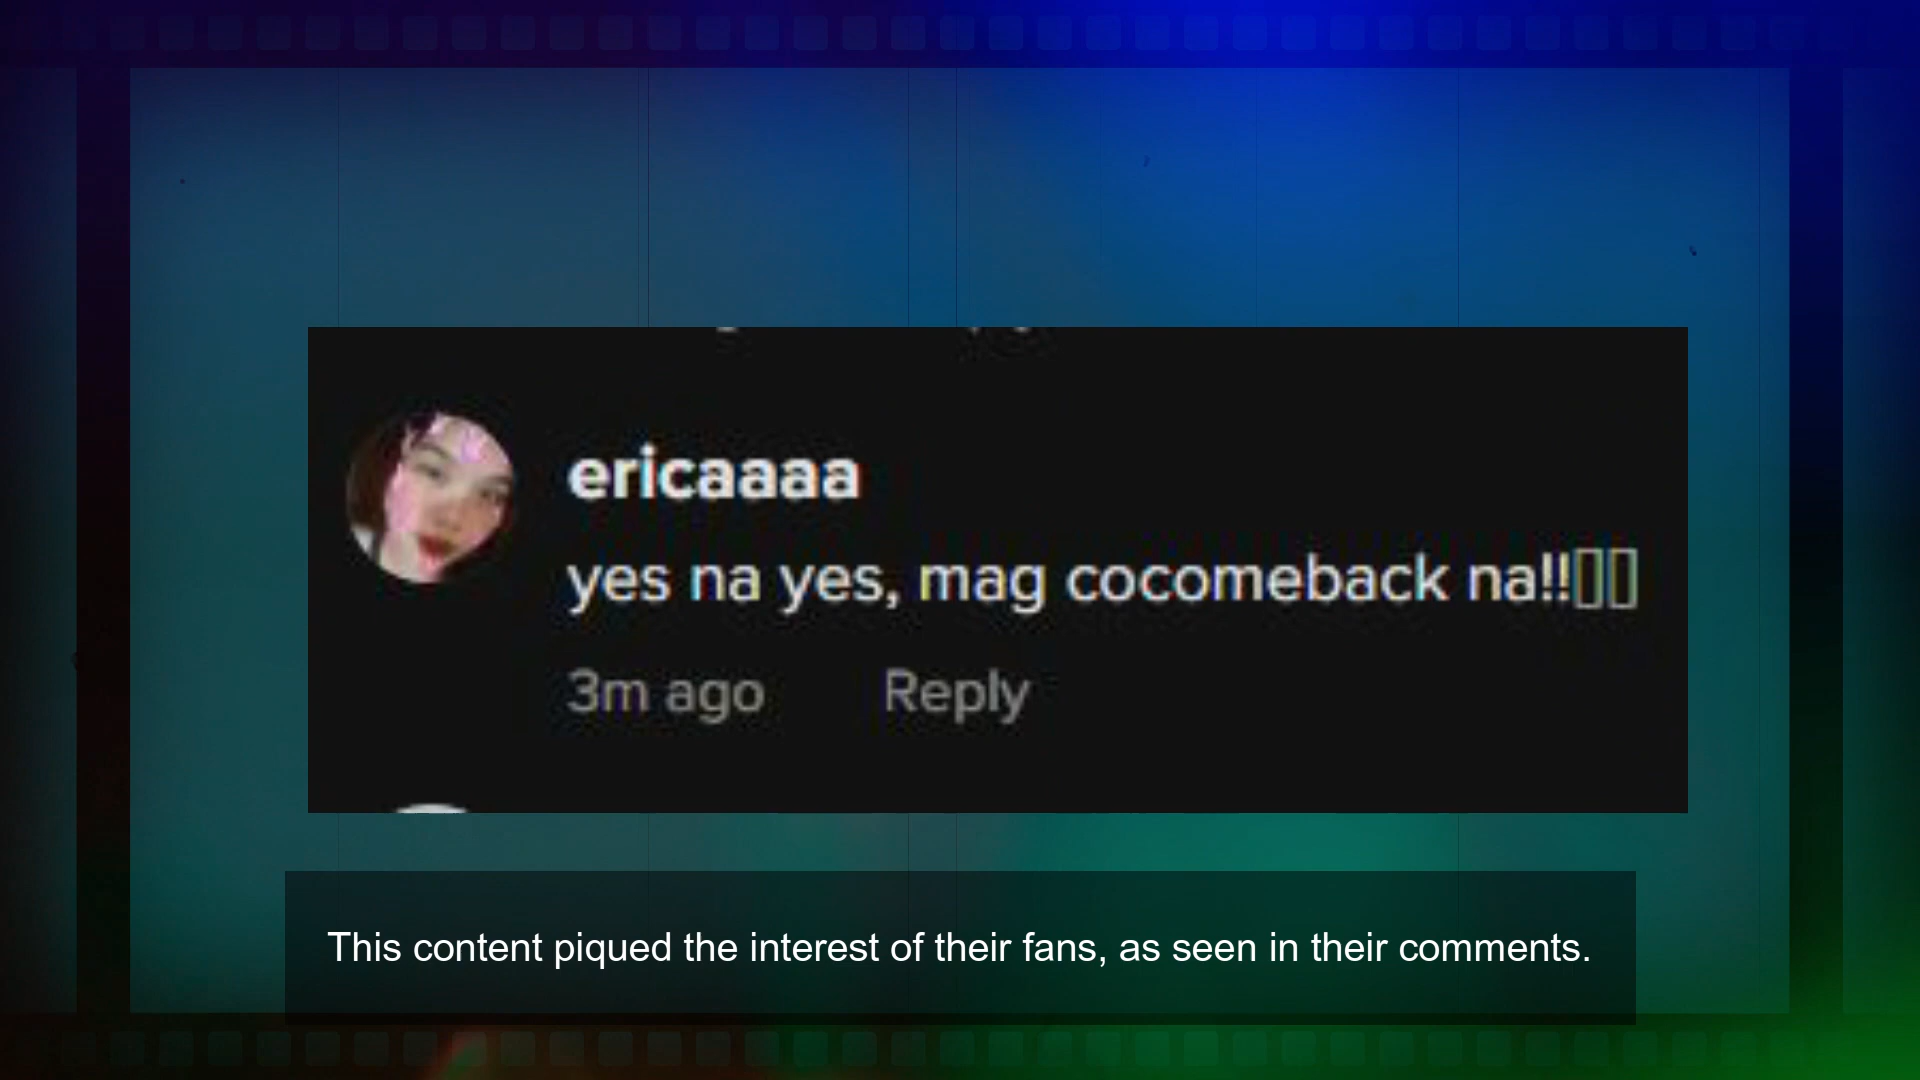 ericaaaa
yes na yes, mag cocomeback na!!
3m ago Reply
This content piqued the interest of their fans, as seen in their comments.